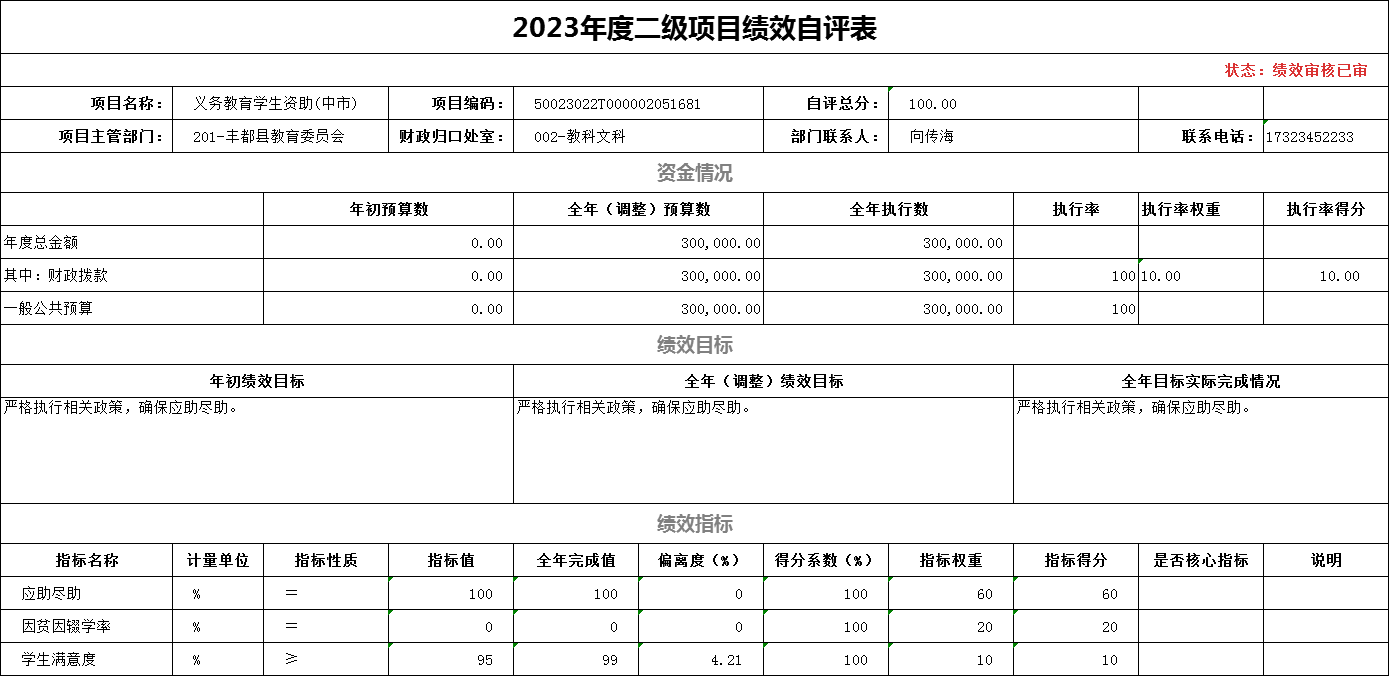 2023年度二级项目绩效自评表
状态：绩效审核已审
项目名称： 义务教育学生资助(中市) 项目编码： 50023022T000002051681 自评总分： 100.00
项目主管部门： 201-丰都县教育委员会 财政归口处室： 002-教科文科 部门联系人： 向传海 联系电话： 17323452233
资金情况
年初预算数 全年（调整）预算数 全年执行数 执行率 执行率权重 执行率得分
年度总金额 0.00 300,000.00 300,000.00
其中：财政拨款 0.00 300,000.00 300,000.00 100 10.00 10.00
一般公共预算 0.00 300,000.00 300,000.00 100
绩效目标
年初绩效目标 全年（调整）绩效目标 全年目标实际完成情况
严格执行相关政策，确保应助尽助。 严格执行相关政策，确保应助尽助。 严格执行相关政策，确保应助尽助。
绩效指标
指标名称 计量单位 指标性质 指标值 全年完成值 偏离度（%） 得分系数（%） 指标权重 指标得分 是否核心指标 说明
应助尽助 % ＝ 100 100 0 100 60 60
因贫因辍学率 % ＝ 0 0 0 100 20 20
学生满意度 % ≥ 95 99 4.21 100 10 10